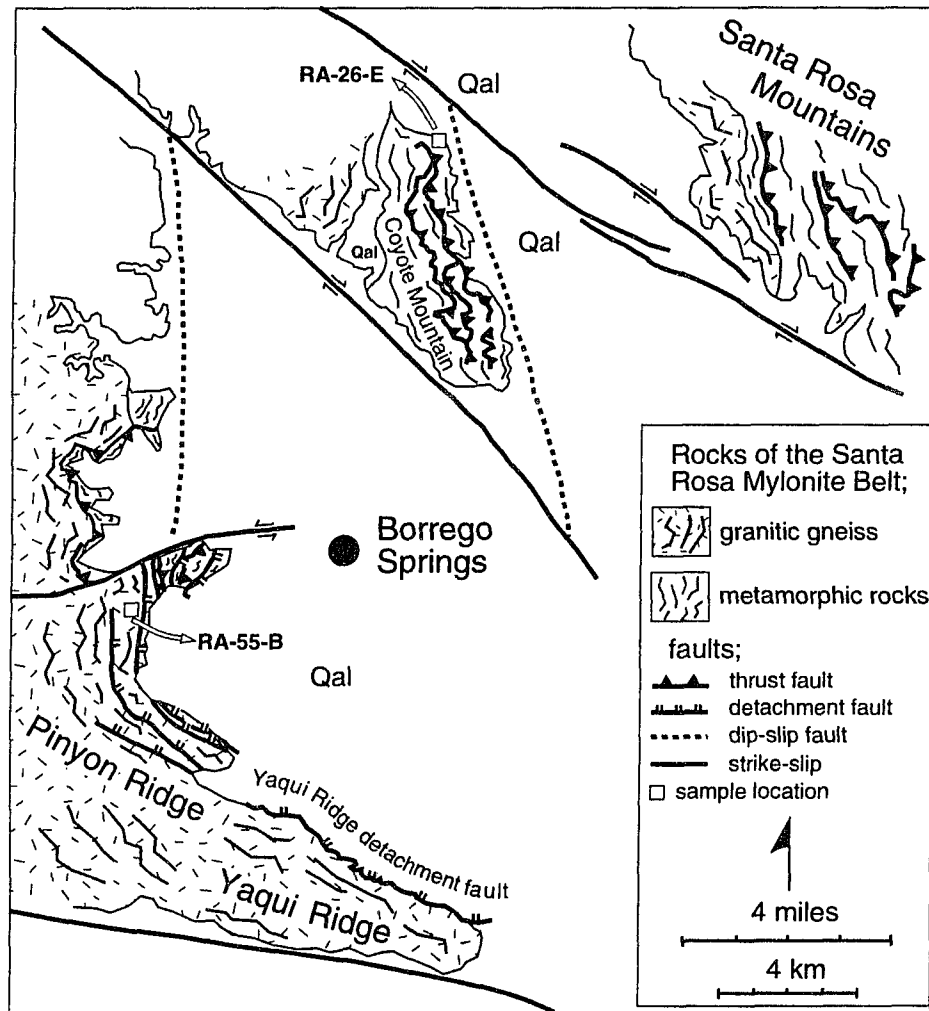 Santa Rosa
Mountains
RA-26-E
Qal
Qal
Qal
Coyote Mountain
Borrego
Springs
RA-55-B
Qal
Pinyon Ridge
Yaqui Ridge detachment fault
Yaqui Ridge
Rocks of the Santa
Rosa Mylonite Belt;
granitic gneiss
metamorphic rocks
faults;
thrust fault
detachment fault
dip-slip fault
strike-slip
sample location
4 miles
4 km